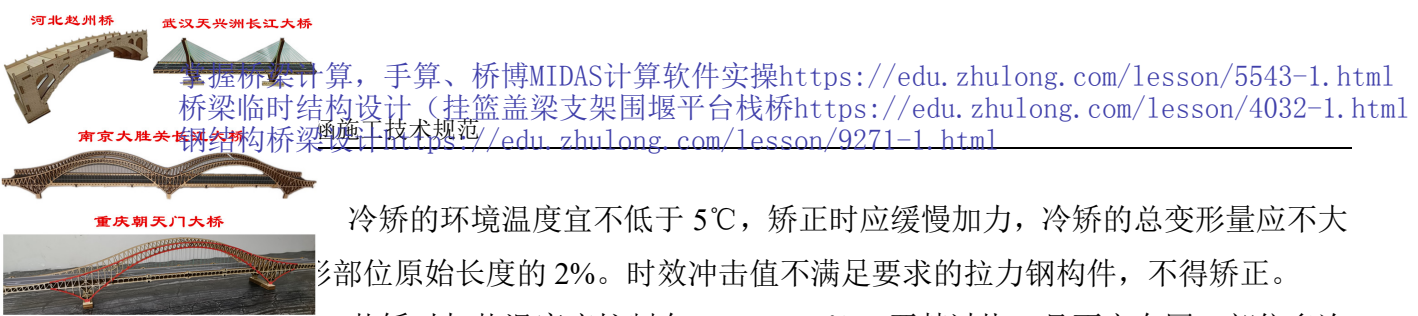 河北赵州桥
武汉天兴洲长江大桥
掌握桥梁计算，手算、桥博MIDAS计算软件实操https://edu.zhulong.com/lesson/5543-1.html
桥梁临时结构设计（挂篮盖梁支架围堰平台栈桥https://edu.zhulong.com/lesson/4032-1.html
钢结构桥梁设计https://edu.zhulong.com/lesson/9271-1.html
涵施工技术规范
南京大胜关长江大桥
重庆朝天门大桥
冷矫的环境温度宜不低于 5℃，矫正时应缓慢加力，冷矫的总变形量应不大
部位原始长度的 2%。时效冲击值不满足要求的拉力钢构件，不得矫正。